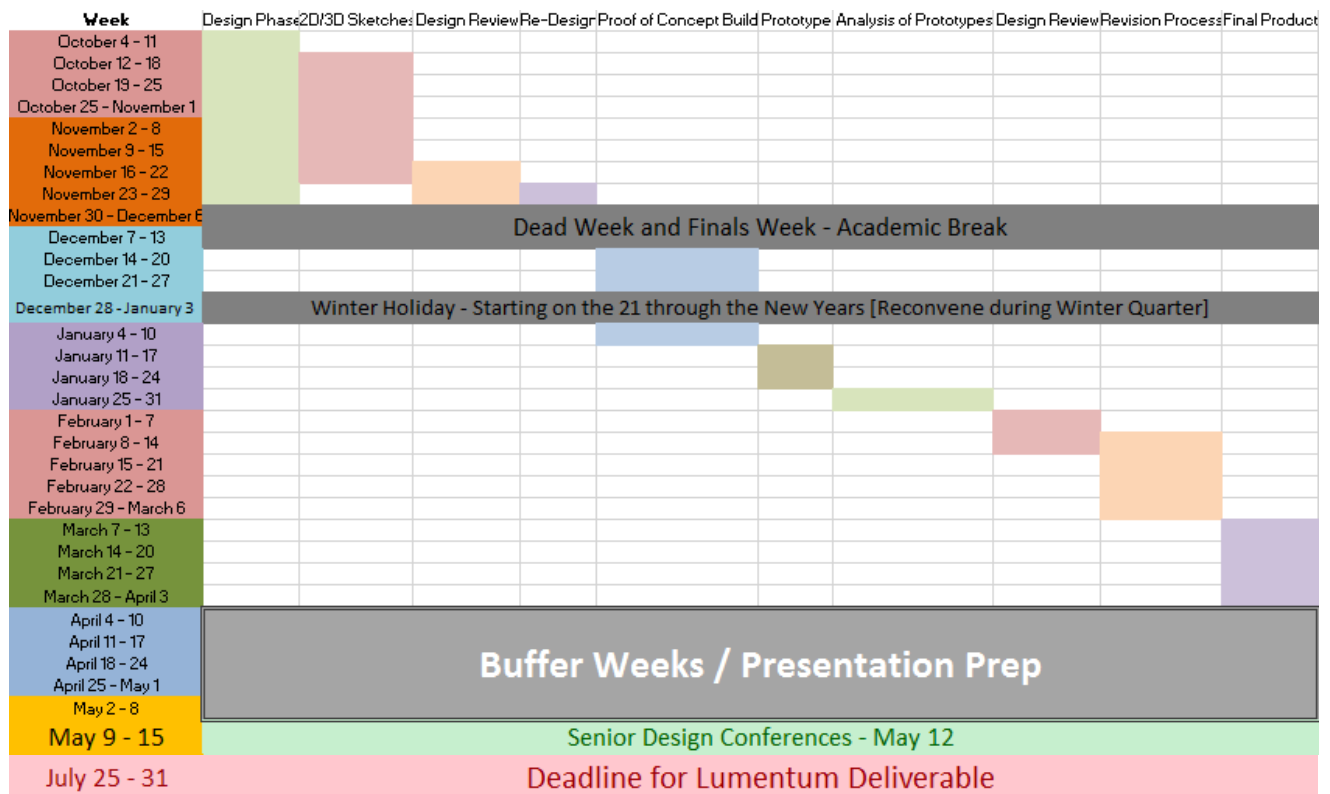 Week Design Phase 2D/3D Sketches Design Review Re-Design Proof of Concept Build Prototype Analysis of Prototypes Design Review Revision Process Final Product
October 4 - 11
October 12 - 18
October 19 - 25
October 25 - November 1
November 2 - 8
November 9 - 15
November 16 - 22
November 23 - 29
November 30 - December 6
Dead Week and Finals Week - Academic Break
December 7 - 13
December 14 - 20
December 21 - 27
December 28 - January 3 Winter Holiday - Starting on the 21 through the New Years [Reconvene during Winter Quarter]
January 4 - 10
January 11 - 17
January 18 - 24
January 25 - 31
February 1 - 7
February 8 - 14
February 15 - 21
February 22 - 28
February 29 - March 6
March 7 - 13
March 14 - 20
March 21 - 27
March 28 - April 3
April 4 - 10
April 11 - 17
April 18 - 24
Buffer Weeks / Presentation Prep
April 25 - May 1
May 2 - 8
May 9 - 15 Senior Design Conferences - May 12
July 25 - 31 Deadline for Lumentum Deliverable